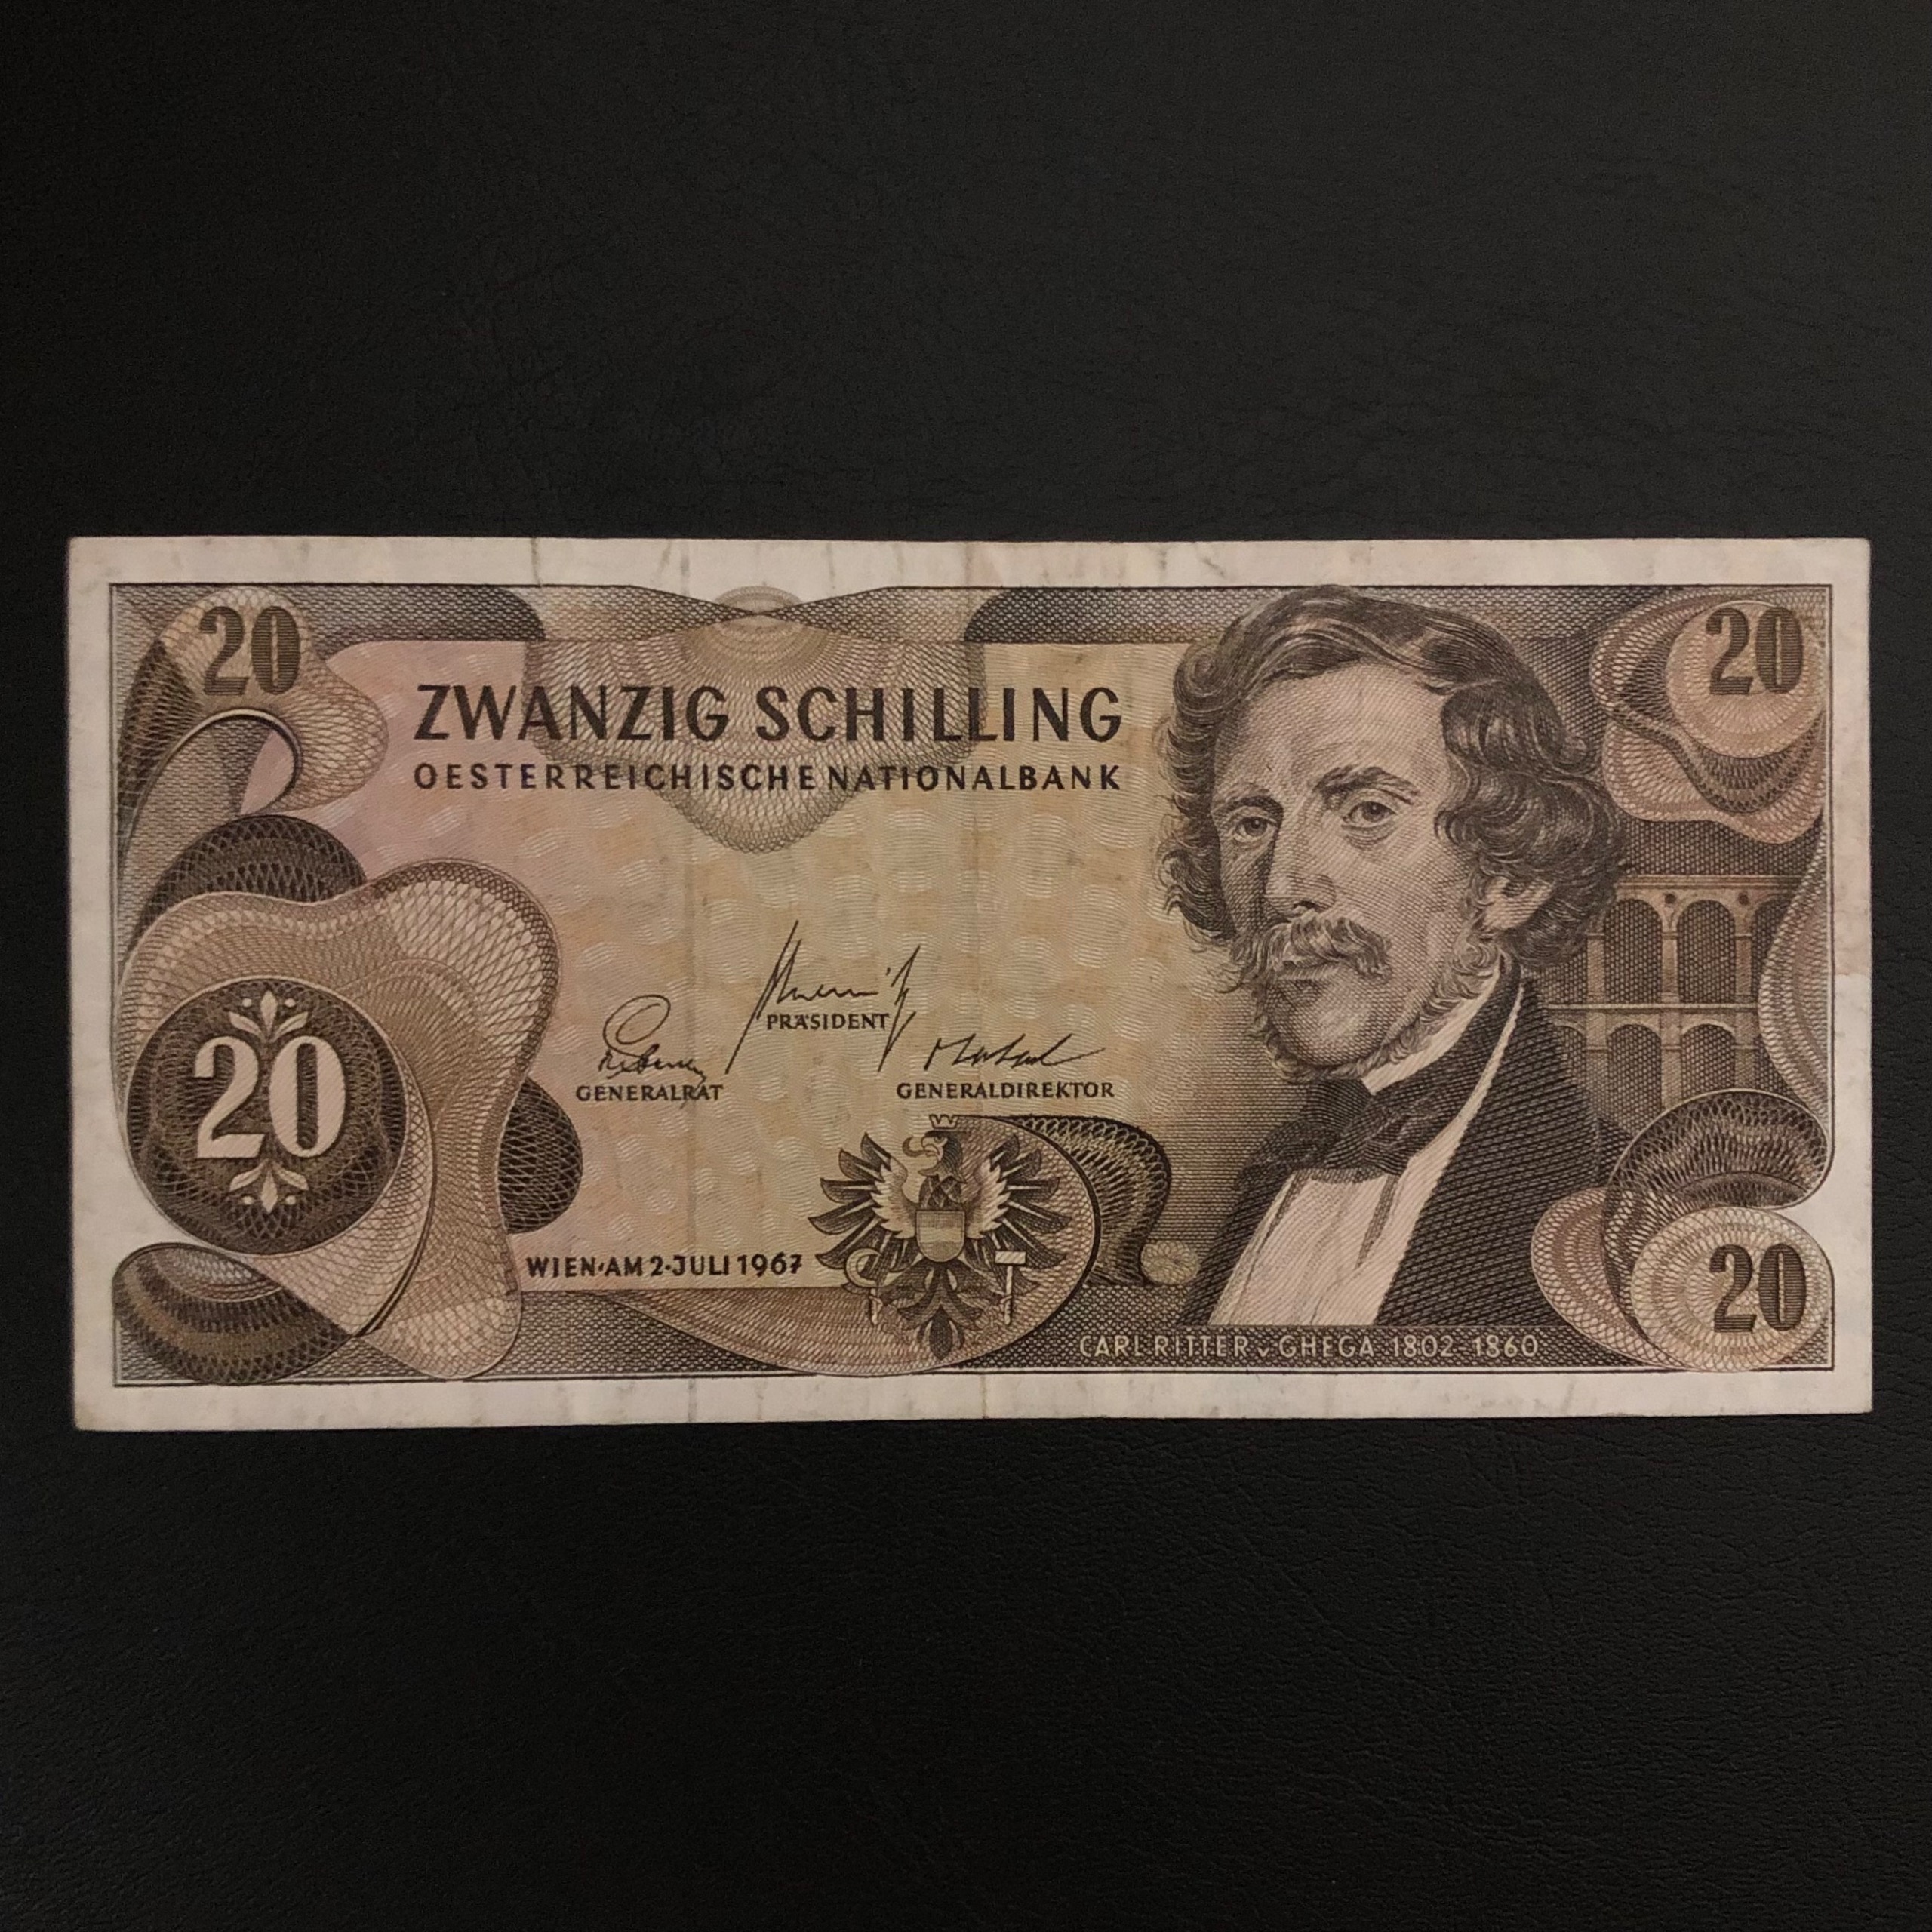 20
20
ZWANZIG SCHILLING
OESTERREICHISCHE NATIONALBANK
PRÄSIDENT
GENERALRAT
GENERALDIREKTOR
20
WIEN·AM 2·JULI 1967
20
CARL RITTER v GHEGA 1802-1860